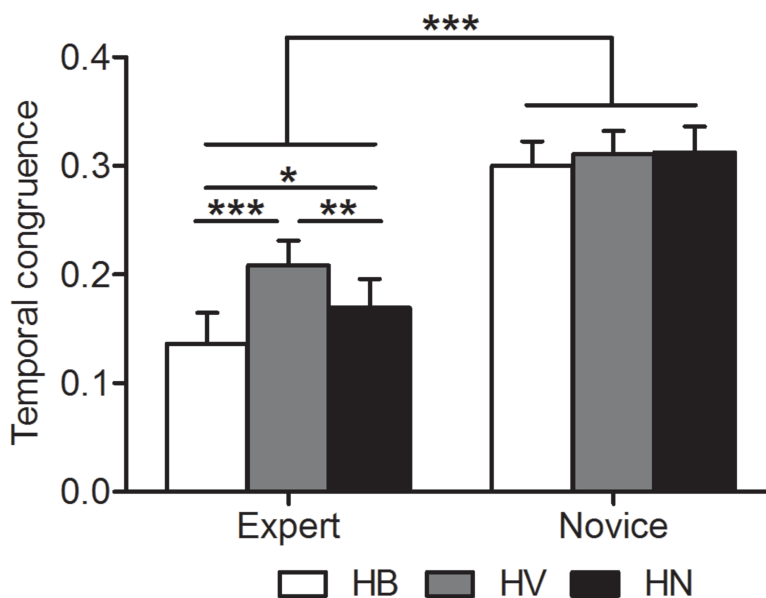 ***
0.4
0.3
0.2
0.1
0.0
Temporal congruence
*
*** **
Expert Novice
HB HV HN